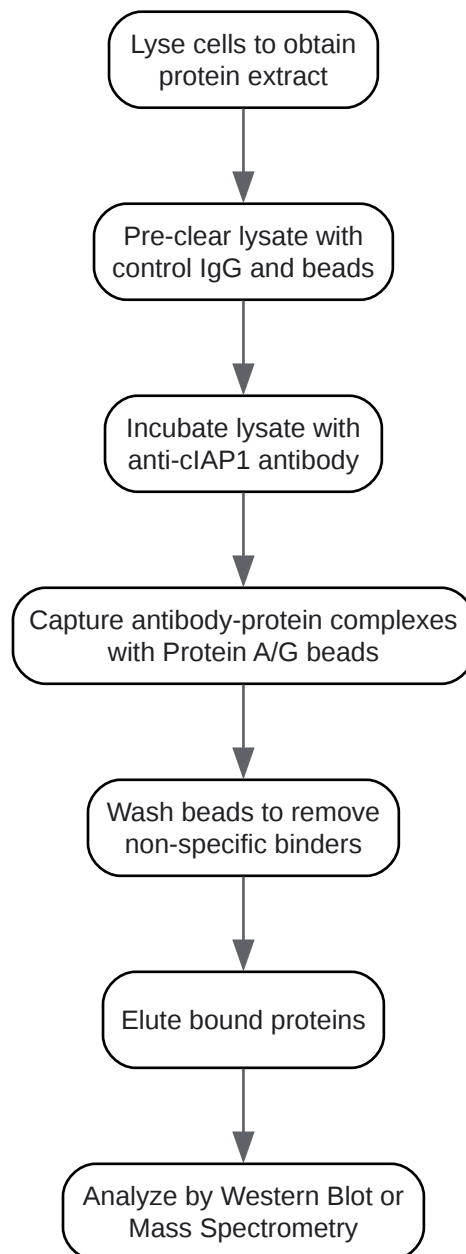 Lyse cells to obtain
protein extract
Pre-clear lysate with
control IgG and beads
Incubate lysate with
anti-cIAP1 antibody
Capture antibody-protein complexes
with Protein A/G beads
Wash beads to remove
non-specific binders
Elute bound proteins
Analyze by Western Blot or
Mass Spectrometry